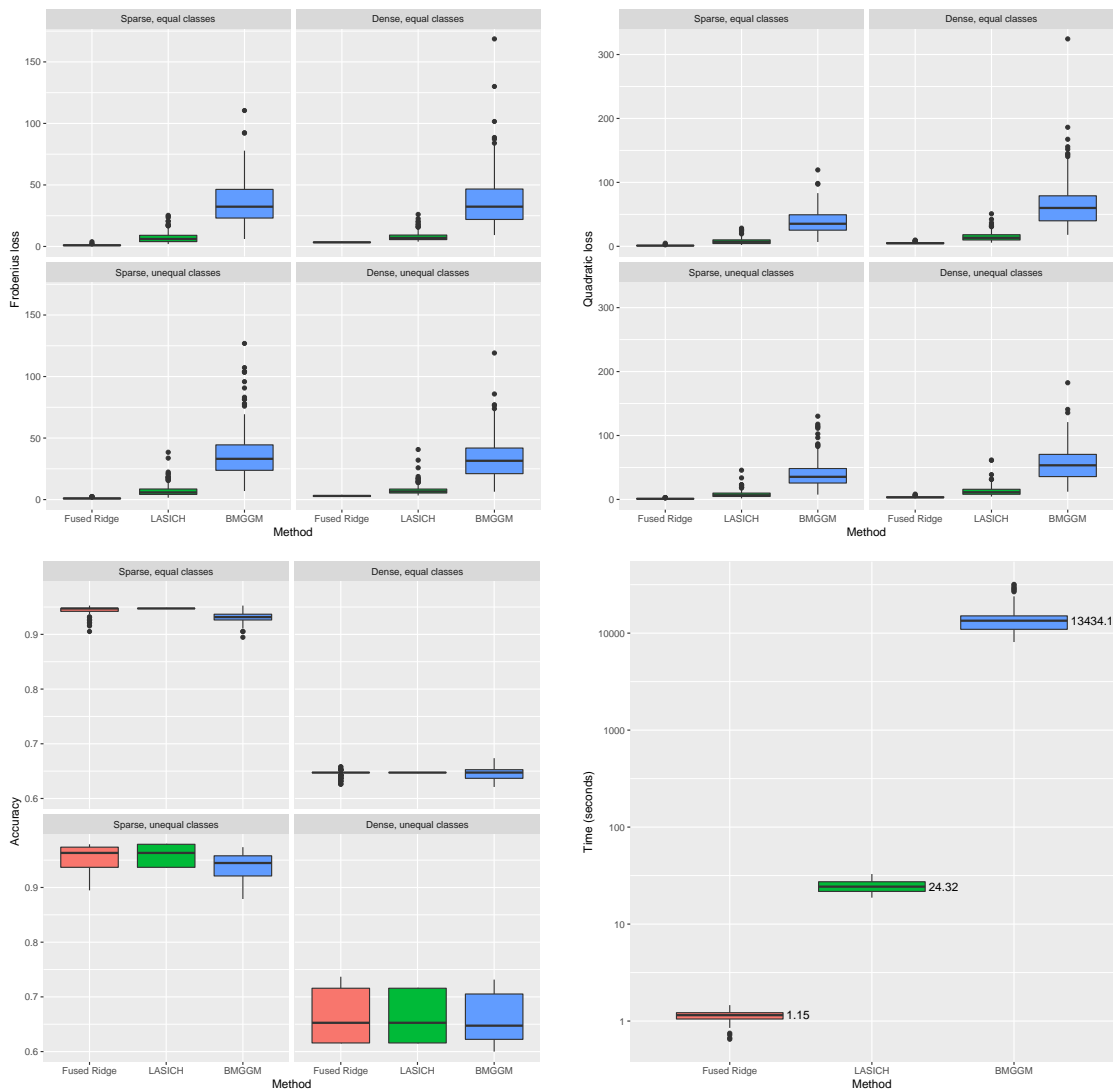 Sparse, equal classes
Dense, equal classes
150
100
50
0
Sparse, unequal classes
Dense, unequal classes
150
100
50
0
Frobenius loss
Fused Ridge
LASICH
BMGGM
Fused Ridge
LASICH
BMGGM
Method
Sparse, equal classes
Dense, equal classes
300
200
100
0
Sparse, unequal classes
Dense, unequal classes
300
200
100
0
Quadratic loss
Fused Ridge
LASICH
BMGGM
Fused Ridge
LASICH
BMGGM
Method
Sparse, equal classes
Dense, equal classes
0.9
0.8
0.7
0.6
Sparse, unequal classes
Dense, unequal classes
0.9
0.8
0.7
0.6
Accuracy
Fused Ridge
LASICH
BMGGM
Fused Ridge
LASICH
BMGGM
Method
10000
1000
100
10
1
Time (seconds)
13434.1
24.32
1.15
Fused Ridge
LASICH
BMGGM
Method